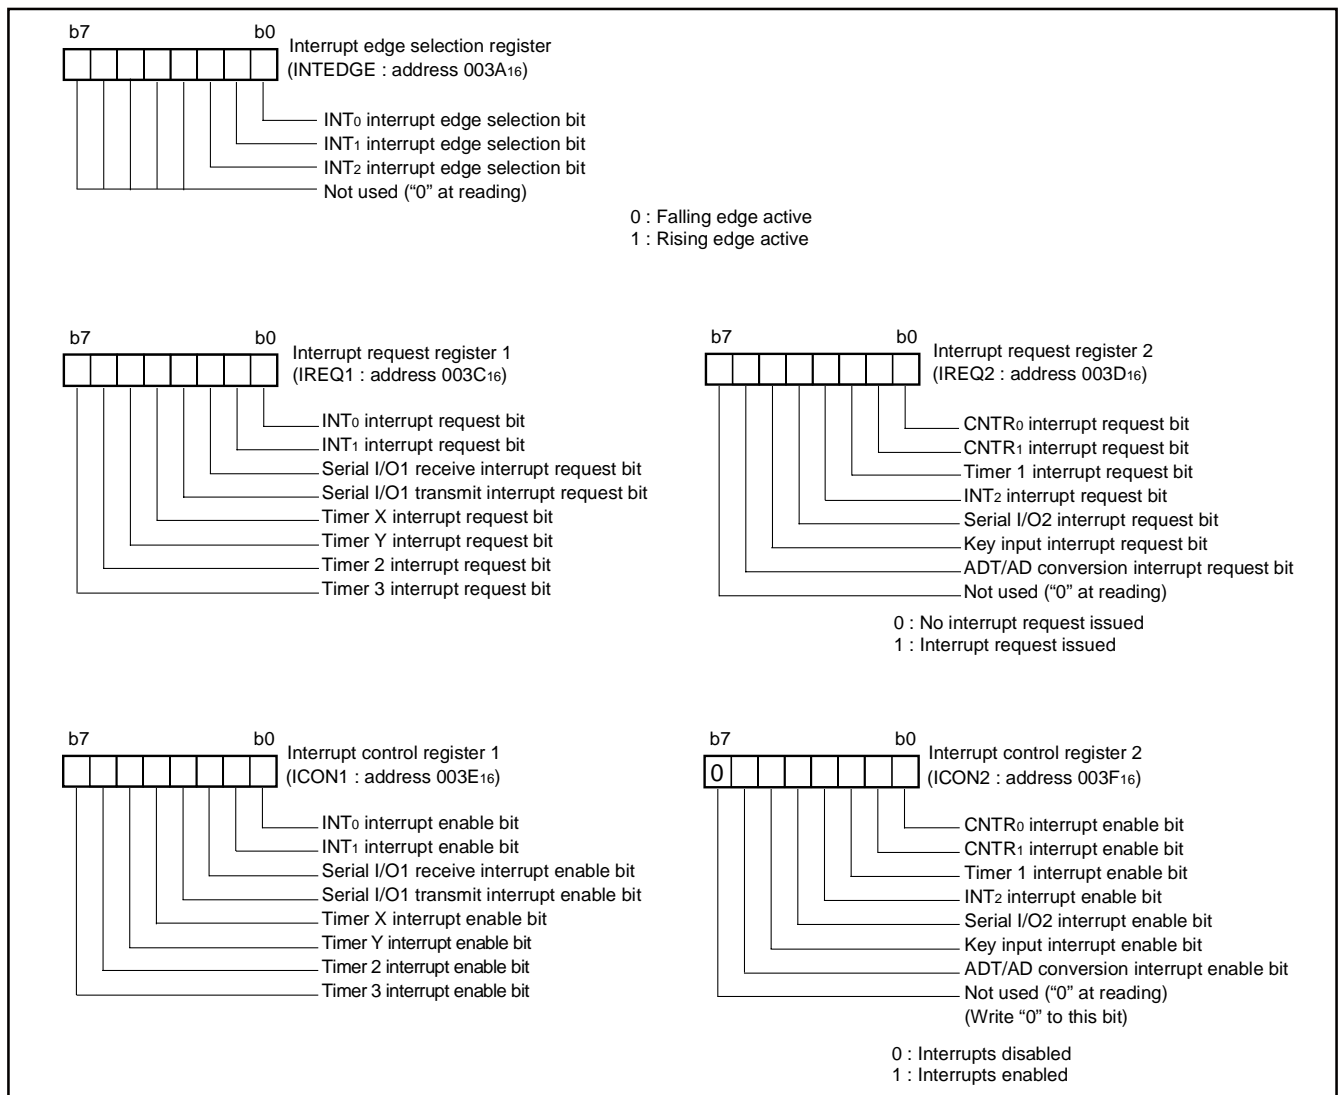 b7 b0
Interrupt edge selection register
(INTEDGE : address 003A16)
INT0 interrupt edge selection bit
INT1 interrupt edge selection bit
INT2 interrupt edge selection bit
Not used (“0” at reading)
0 : Falling edge active
1 : Rising edge active
b7 b0
Interrupt request register 1
(IREQ1 : address 003C16)
INT0 interrupt request bit
INT1 interrupt request bit
Serial I/O1 receive interrupt request bit
Serial I/O1 transmit interrupt request bit
Timer X interrupt request bit
Timer Y interrupt request bit
Timer 2 interrupt request bit
Timer 3 interrupt request bit
b7 b0
Interrupt request register 2
(IREQ2 : address 003D16)
CNTR0 interrupt request bit
CNTR1 interrupt request bit
Timer 1 interrupt request bit
INT2 interrupt request bit
Serial I/O2 interrupt request bit
Key input interrupt request bit
ADT/AD conversion interrupt request bit
Not used (“0” at reading)
0 : No interrupt request issued
1 : Interrupt request issued
b7 b0
Interrupt control register 1
(ICON1 : address 003E16)
INT0 interrupt enable bit
INT1 interrupt enable bit
Serial I/O1 receive interrupt enable bit
Serial I/O1 transmit interrupt enable bit
Timer X interrupt enable bit
Timer Y interrupt enable bit
Timer 2 interrupt enable bit
Timer 3 interrupt enable bit
b7 b0
0
Interrupt control register 2
(ICON2 : address 003F16)
CNTR0 interrupt enable bit
CNTR1 interrupt enable bit
Timer 1 interrupt enable bit
INT2 interrupt enable bit
Serial I/O2 interrupt enable bit
Key input interrupt enable bit
ADT/AD conversion interrupt enable bit
Not used (“0” at reading)
(Write “0” to this bit)
0 : Interrupts disabled
1 : Interrupts enabled